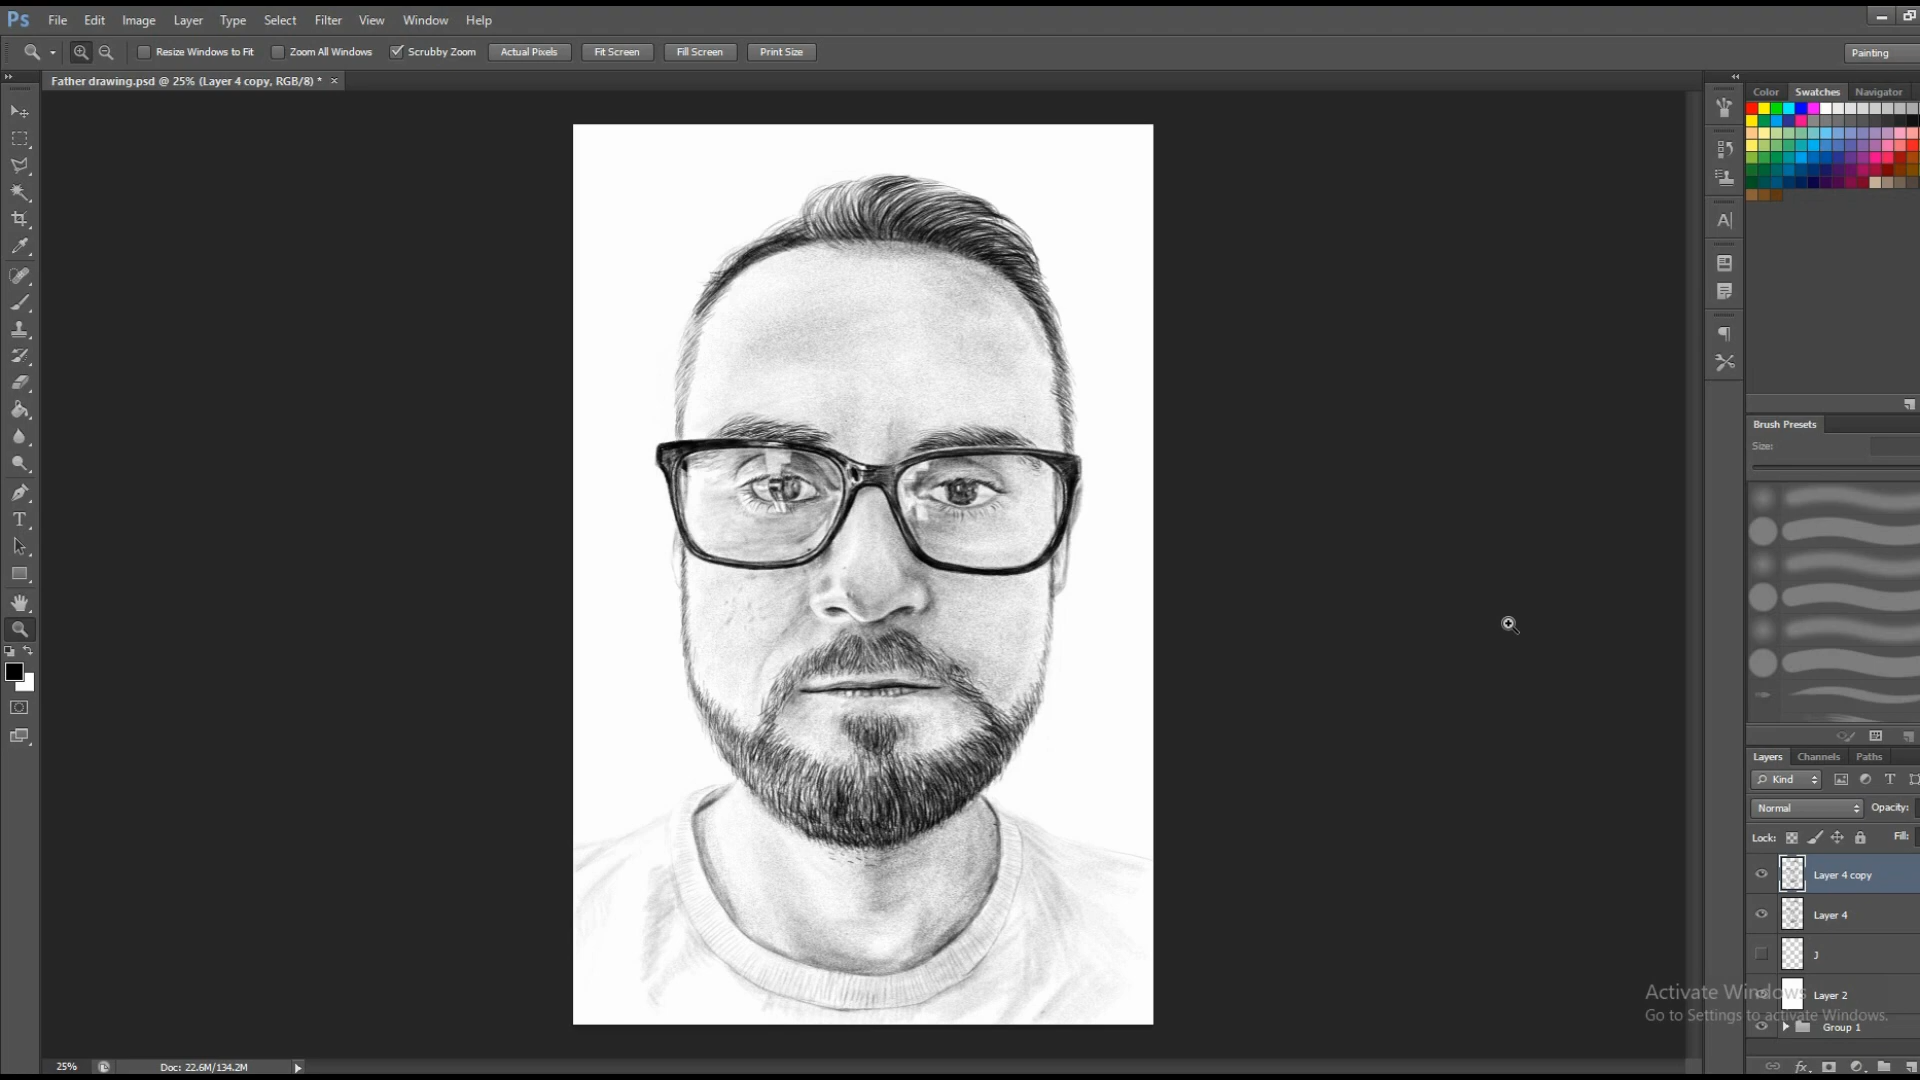 Ps File Edit Image Layer Type Select Filter View Window Help
Resize Windows to Fit Zoom All Windows Scrubby Zoom Actual Pixels Fit Screen Fill Screen Print Size Painting
Father drawing.psd @ 25% (Layer 4 copy, RGB/8) * ×
Color Swatches Navigator
Brush Presets
Size:
Layers Channels Paths
Kind
Normal Opacity:
Lock: Fill:
Layer 4 copy
Layer 4
J
Layer 2
Group 1
Activate Windows
Go to Settings to activate Windows.
25% Doc: 22.6M/134.2M